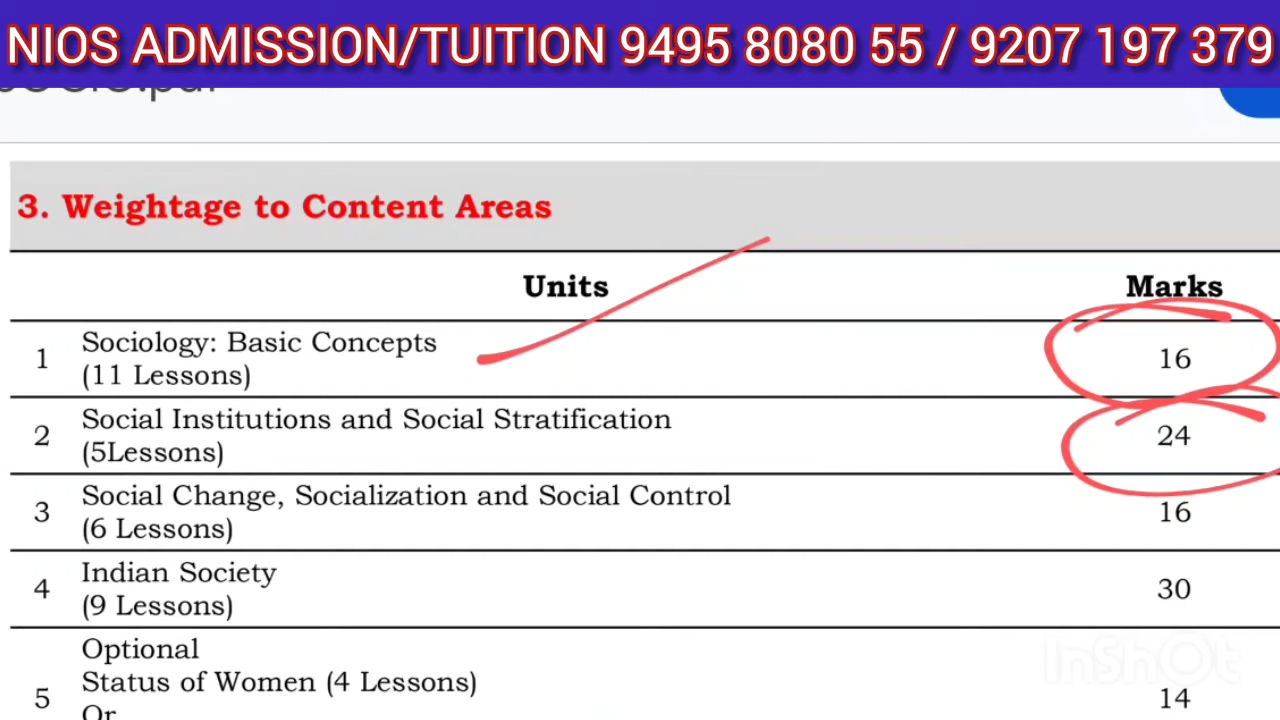 NIOS ADMISSION/TUITION 9495 8080 55 / 9207 197 379
3. Weightage to Content Areas
Units Marks
1 Sociology: Basic Concepts
(11 Lessons) 16
2 Social Institutions and Social Stratification
(5Lessons) 24
3 Social Change, Socialization and Social Control
(6 Lessons) 16
4 Indian Society
(9 Lessons) 30
Optional
5 Status of Women (4 Lessons) 14
Or
InShOt